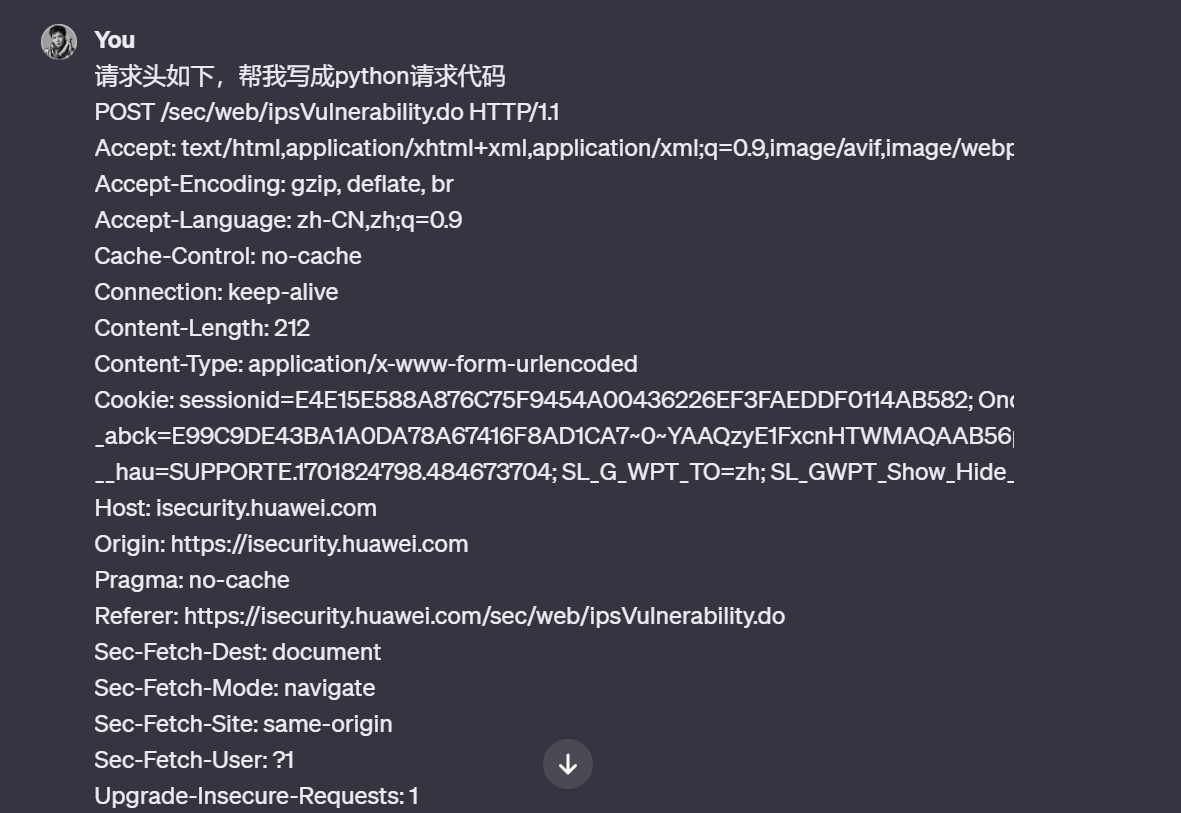 You
请求头如下，帮我写成python请求代码
POST /sec/web/ipsVulnerability.do HTTP/1.1
Accept: text/html,application/xhtml+xml,application/xml;q=0.9,image/avif,image/webp
Accept-Encoding: gzip, deflate, br
Accept-Language: zh-CN,zh;q=0.9
Cache-Control: no-cache
Connection: keep-alive
Content-Length: 212
Content-Type: application/x-www-form-urlencoded
Cookie: sessionid=E4E15E588A876C75F9454A00436226EF3FAEDDF0114AB582;
_abck=E99C9DE43BA1A0DA78A67416F8AD1CA7~0~YAAQzyE1FxcnHTWMAQAAB56
__hau=SUPPORTE.1701824798.484673704; SL_G_WPT_TO=zh; SL_GWPT_Show_Hide_
Host: isecurity.huawei.com
Origin: https://isecurity.huawei.com
Pragma: no-cache
Referer: https://isecurity.huawei.com/sec/web/ipsVulnerability.do
Sec-Fetch-Dest: document
Sec-Fetch-Mode: navigate
Sec-Fetch-Site: same-origin
Sec-Fetch-User: ?1
Upgrade-Insecure-Requests: 1